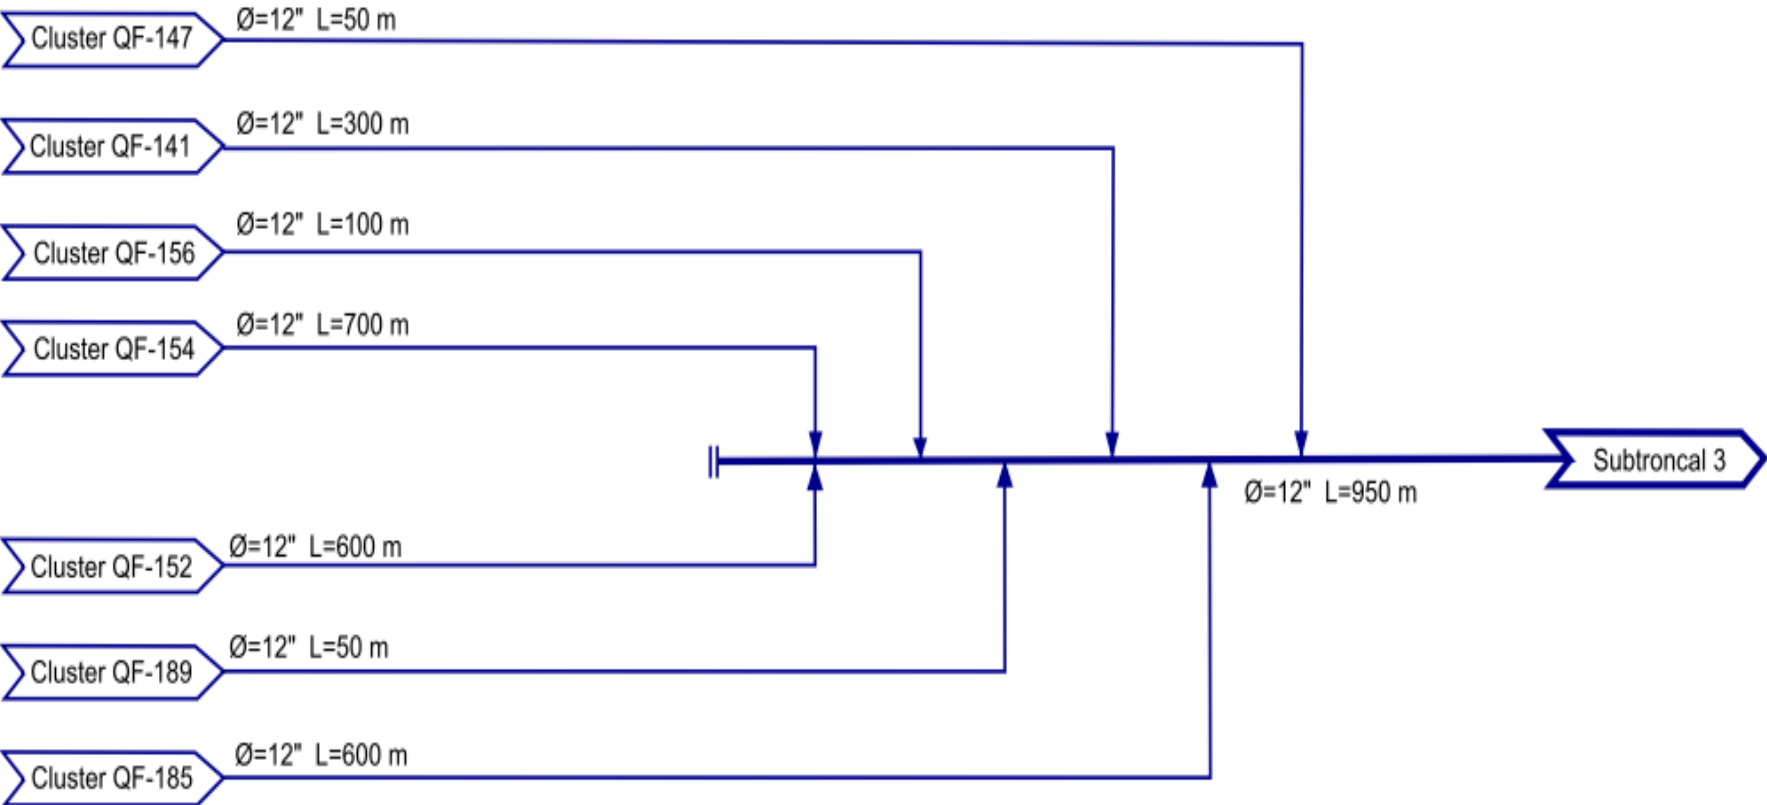 Ø=12" L=50 m
Cluster QF-147
Ø=12" L=300 m
Cluster QF-141
Ø=12" L=100 m
Cluster QF-156
Ø=12" L=700 m
Cluster QF-154
Subtroncal 3
Ø=12" L=950 m
Ø=12" L=600 m
Cluster QF-152
Ø=12" L=50 m
Cluster QF-189
Ø=12" L=600 m
Cluster QF-185